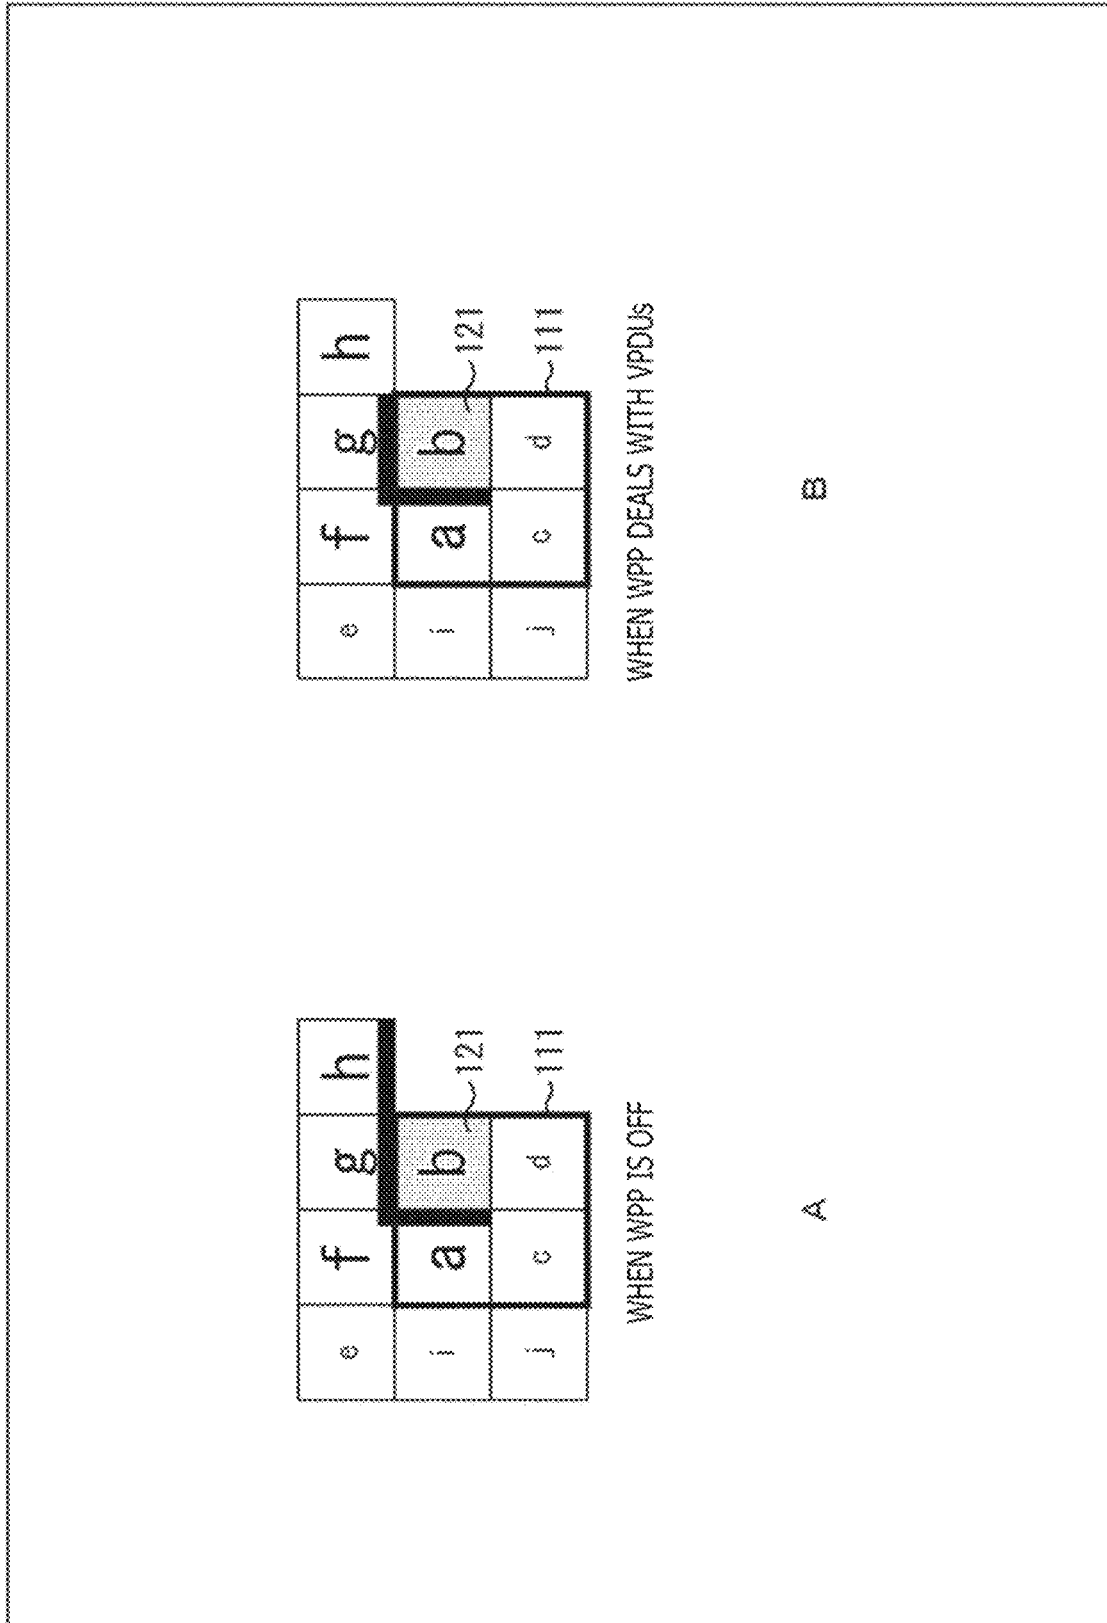 e f g h
i a b 121
j c d 111
WHEN WPP IS OFF
A
e f g h
i a b 121
j c d 111
WHEN WPP DEALS WITH VPDUs
B